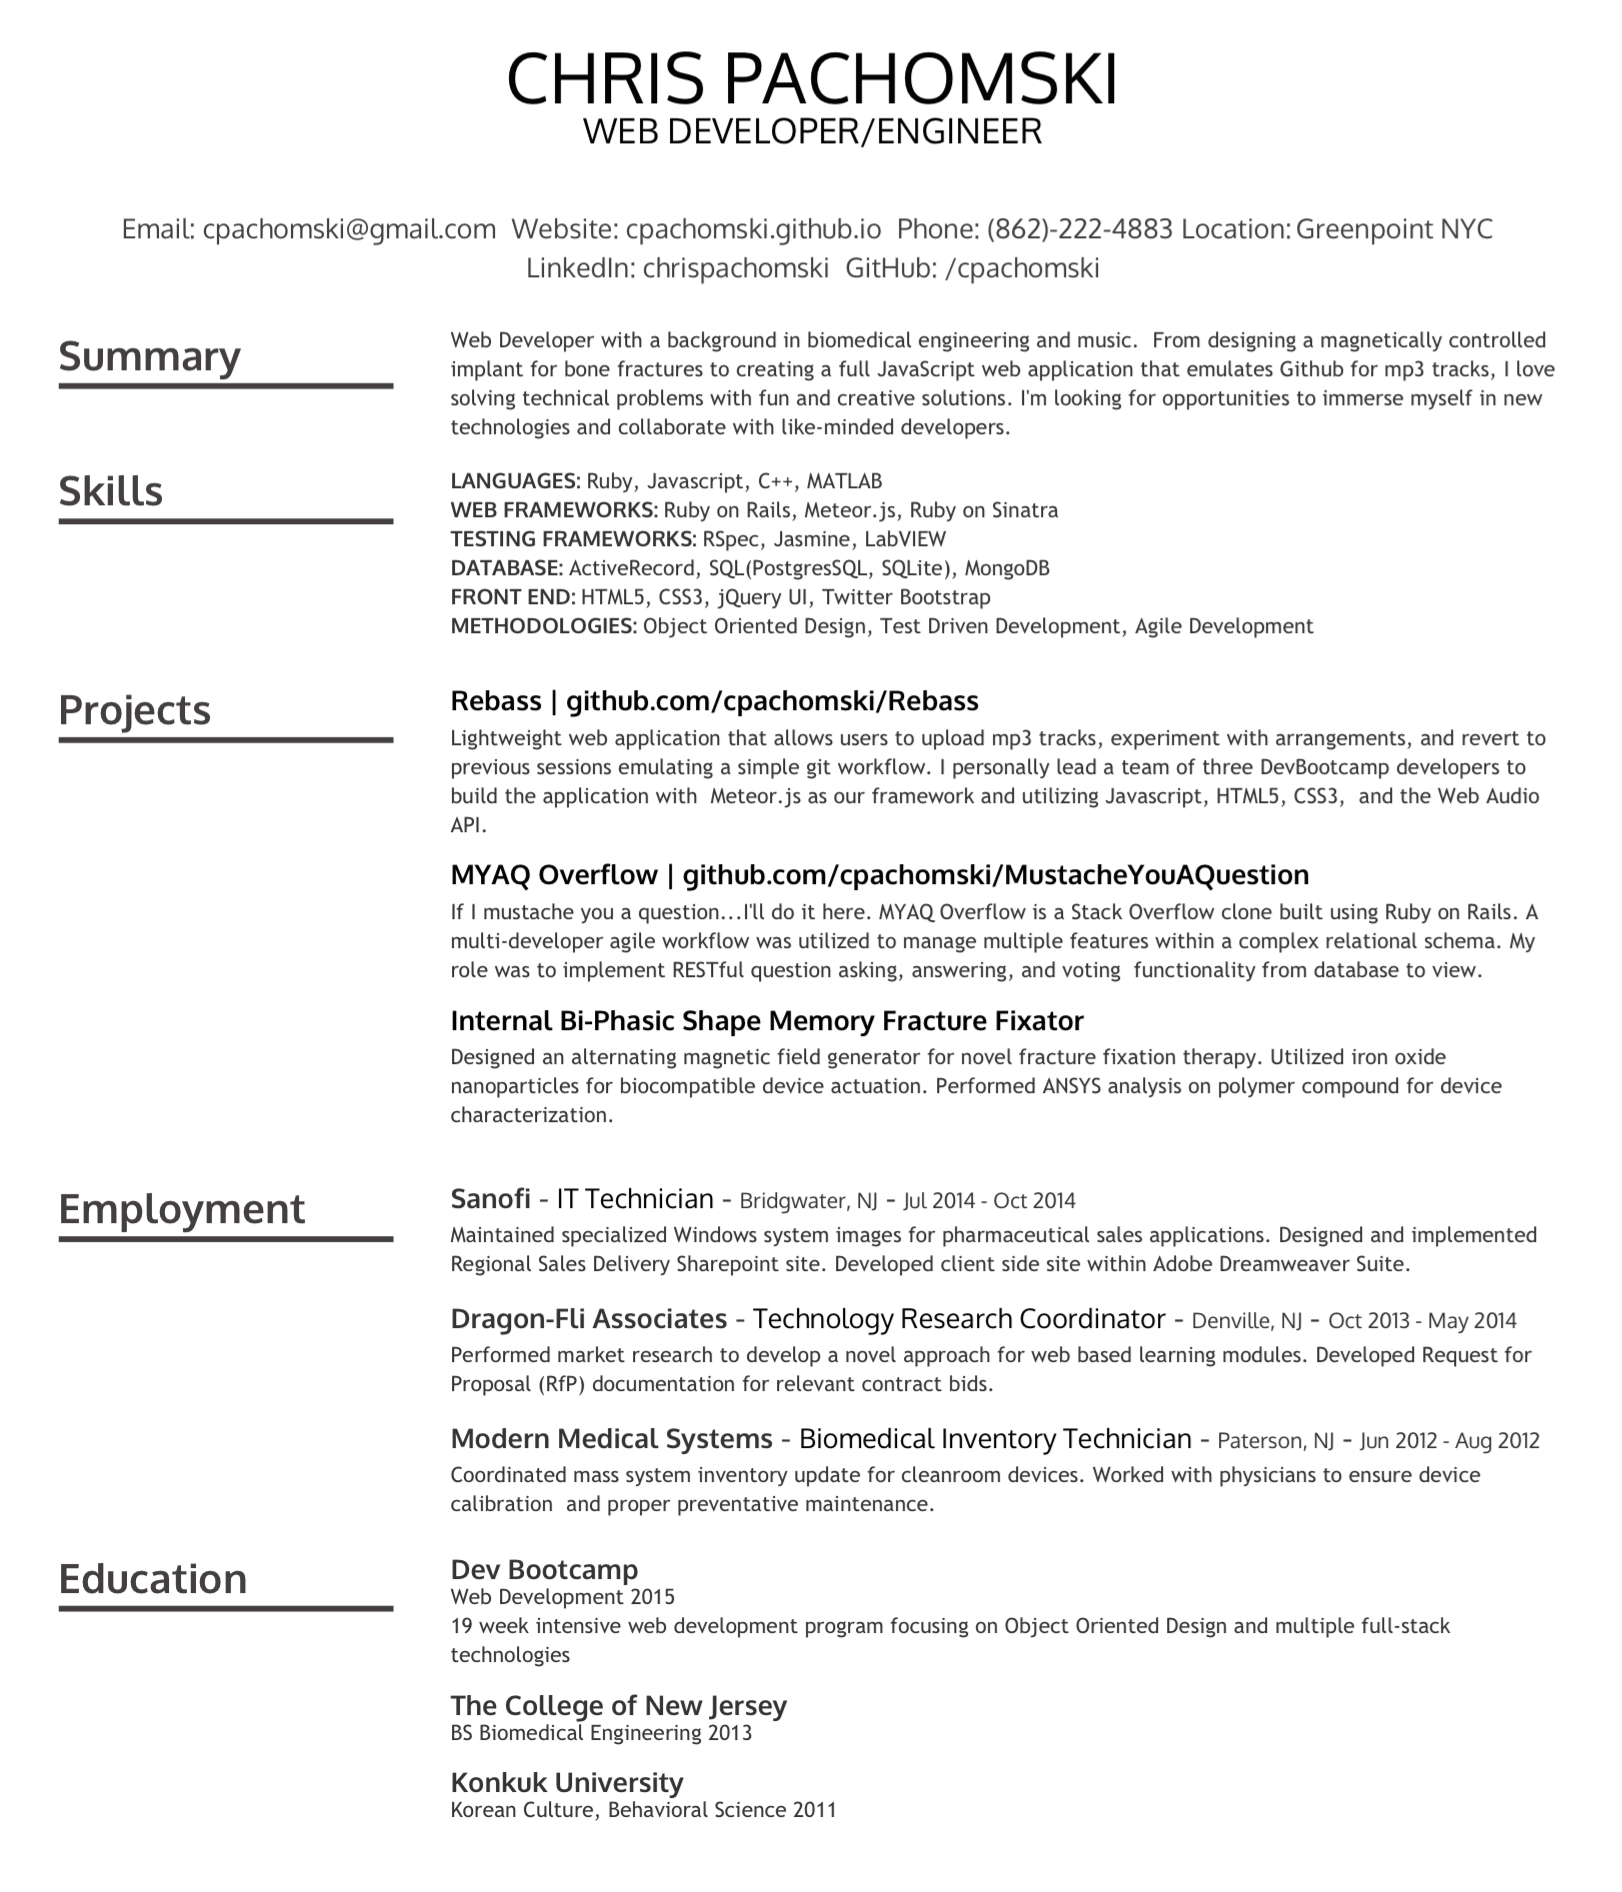 CHRIS PACHOMSKI
WEB DEVELOPER/ENGINEER
Email: cpachomski@gmail.com  Website: cpachomski.github.io  Phone: (862)-222-4883 Location: Greenpoint NYC
LinkedIn: chrispachomski  GitHub: /cpachomski
Summary
Web Developer with a background in biomedical engineering and music.  From designing a magnetically controlled
implant for bone fractures to creating a full JavaScript web application that emulates Github for mp3 tracks, I love
solving technical problems with fun and creative solutions. I'm looking for opportunities to immerse myself in new
technologies and collaborate with like-minded developers.
Skills
LANGUAGES: Ruby, Javascript, C++, MATLAB
WEB FRAMEWORKS: Ruby on Rails, Meteor.js, Ruby on Sinatra
TESTING FRAMEWORKS: RSpec, Jasmine, LabVIEW
DATABASE: ActiveRecord, SQL(PostgresSQL, SQLite), MongoDB
FRONT END: HTML5, CSS3, jQuery UI, Twitter Bootstrap
METHODOLOGIES: Object Oriented Design, Test Driven Development, Agile Development
Projects
Rebass | github.com/cpachomski/Rebass
Lightweight web application that allows users to upload mp3 tracks, experiment with arrangements, and revert to
previous sessions emulating a simple git workflow. I personally lead a team of three DevBootcamp developers to
build the application with  Meteor.js as our framework and utilizing Javascript, HTML5, CSS3,  and the Web Audio
API.
MYAQ Overflow | github.com/cpachomski/MustacheYouAQuestion
If I mustache you a question...I'll do it here. MYAQ Overflow is a Stack Overflow clone built using Ruby on Rails. A
multi-developer agile workflow was utilized to manage multiple features within a complex relational schema. My
role was to implement RESTful question asking, answering, and voting  functionality from database to view.
Internal Bi-Phasic Shape Memory Fracture Fixator
Designed an alternating magnetic field generator for novel fracture fixation therapy. Utilized iron oxide
nanoparticles for biocompatible device actuation. Performed ANSYS analysis on polymer compound for device
characterization.
Employment
Sanofi - IT Technician - Bridgwater, NJ - Jul 2014 - Oct 2014
Maintained specialized Windows system images for pharmaceutical sales applications. Designed and implemented
Regional Sales Delivery Sharepoint site. Developed client side site within Adobe Dreamweaver Suite.
Dragon-Fli Associates - Technology Research Coordinator - Denville, NJ - Oct 2013 - May 2014
Performed market research to develop a novel approach for web based learning modules. Developed Request for
Proposal (RfP) documentation for relevant contract bids.
Modern Medical Systems - Biomedical Inventory Technician - Paterson, NJ - Jun 2012 - Aug 2012
Coordinated mass system inventory update for cleanroom devices. Worked with physicians to ensure device
calibration  and proper preventative maintenance.
Education
Dev Bootcamp
Web Development 2015
19 week intensive web development program focusing on Object Oriented Design and multiple full-stack
technologies
The College of New Jersey
BS Biomedical Engineering 2013
Konkuk University
Korean Culture, Behavioral Science 2011